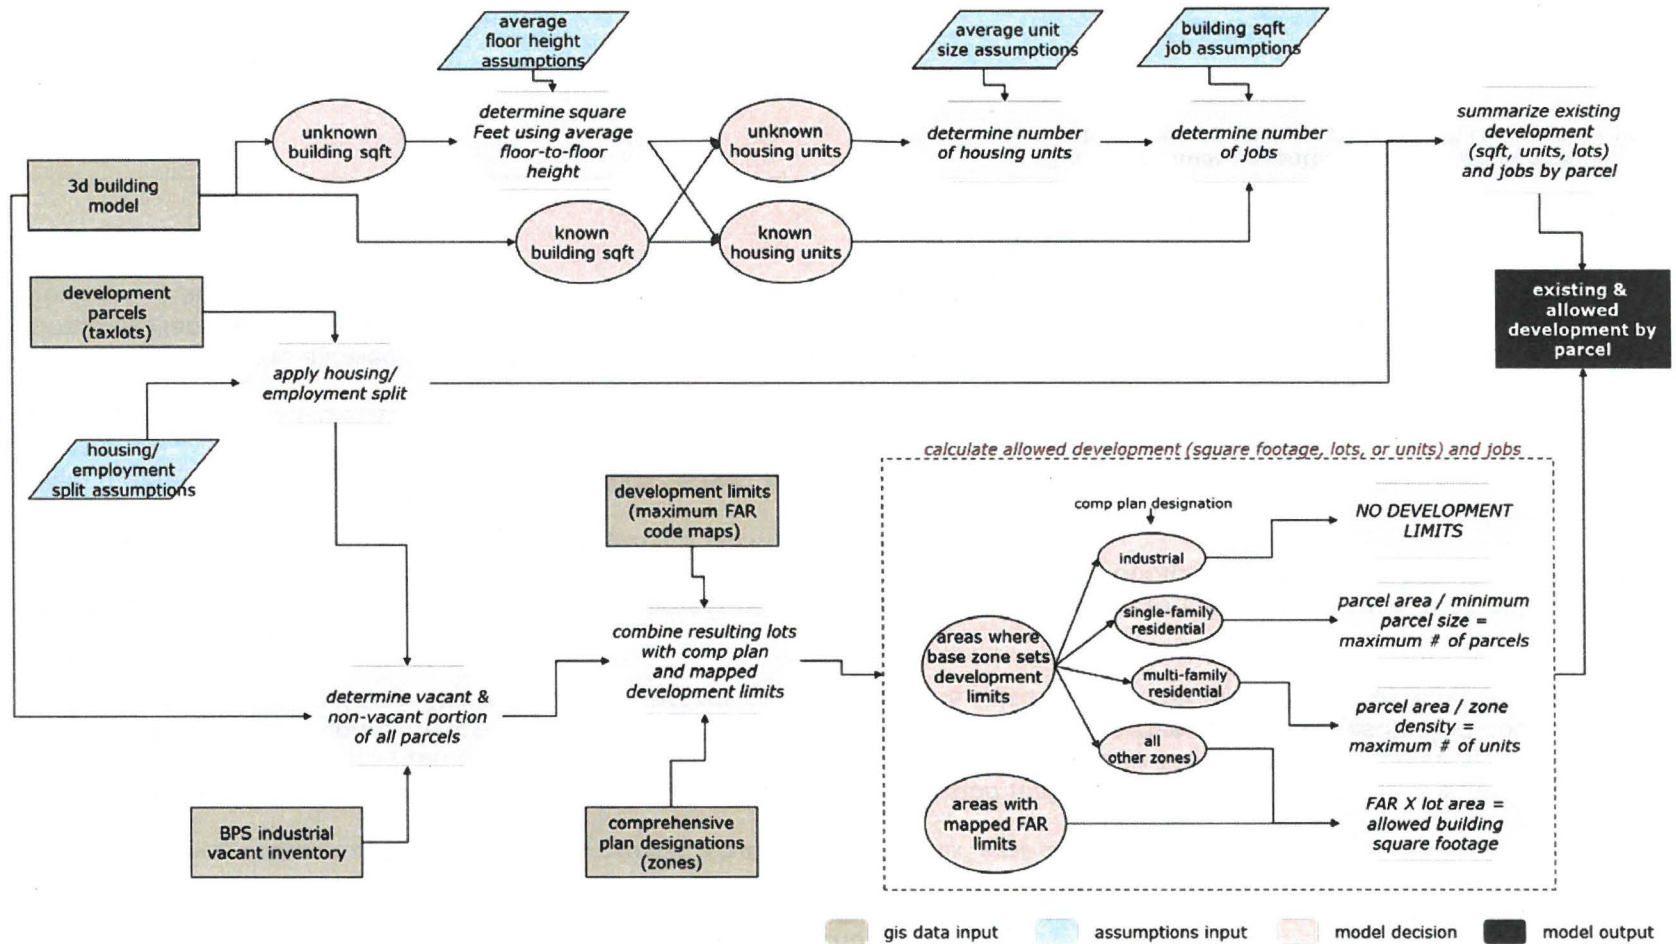 average
floor height
assumptions
average unit
size assumptions
building sqft
job assumptions
unknown
building sqft
determine square
Feet using average
floor-to-floor
height
unknown
housing units
determine number
of housing units
determine number
of jobs
summarize existing
development
(sqft, units, lots)
and jobs by parcel
3d building
model
known
building sqft
known
housing units
development
parcels
(taxlots)
existing &
allowed
development by
parcel
apply housing/
employment split
housing/
employment
split assumptions
calculate allowed development (square footage, lots, or units) and jobs
development limits
(maximum FAR
code maps)
comp plan designation
industrial
NO DEVELOPMENT
LIMITS
single-family
residential
parcel area / minimum
parcel size =
maximum # of parcels
combine resulting lots
with comp plan
and mapped
development limits
areas where
base zone sets
development
limits
multi-family
residential
parcel area / zone
density =
maximum # of units
determine vacant &
non-vacant portion
of all parcels
all
other zones)
areas with
mapped FAR
limits
FAR X lot area =
allowed building
square footage
BPS industrial
vacant inventory
comprehensive
plan designations
(zones)
gis data input
assumptions input
model decision
model output